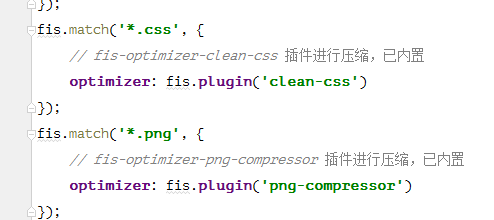 });
fis.match('*.css', {
// fis-optimizer-clean-css 插件进行压缩，已内置
optimizer: fis.plugin('clean-css')
});
fis.match('*.png', {
// fis-optimizer-png-compressor 插件进行压缩，已内置
optimizer: fis.plugin('png-compressor')
});